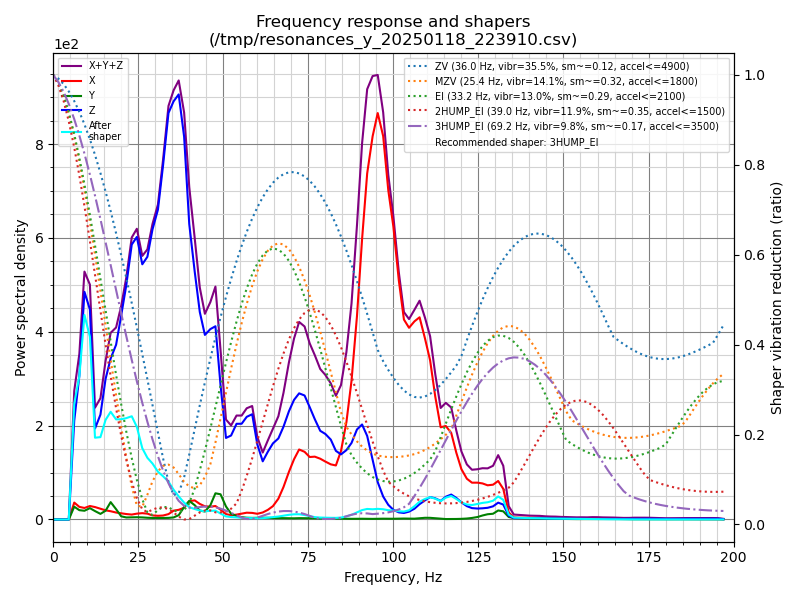 Frequency response and shapers
(/tmp/resonances_y_20250118_223910.csv)
1e2
X+Y+Z
X
Y
Z
After
shaper
ZV (36.0 Hz, vibr=35.5%, sm~=0.12, accel<=4900)
MZV (25.4 Hz, vibr=14.1%, sm~=0.32, accel<=1800)
EI (33.2 Hz, vibr=13.0%, sm~=0.29, accel<=2100)
2HUMP_EI (39.0 Hz, vibr=11.9%, sm~=0.35, accel<=1500)
3HUMP_EI (69.2 Hz, vibr=9.8%, sm~=0.17, accel<=3500)
Recommended shaper: 3HUMP_EI
Power spectral density
8
6
4
2
0
1.0
0.8
0.6
0.4
0.2
0.0
Shaper vibration reduction (ratio)
0 25 50 75 100 125 150 175 200
Frequency, Hz